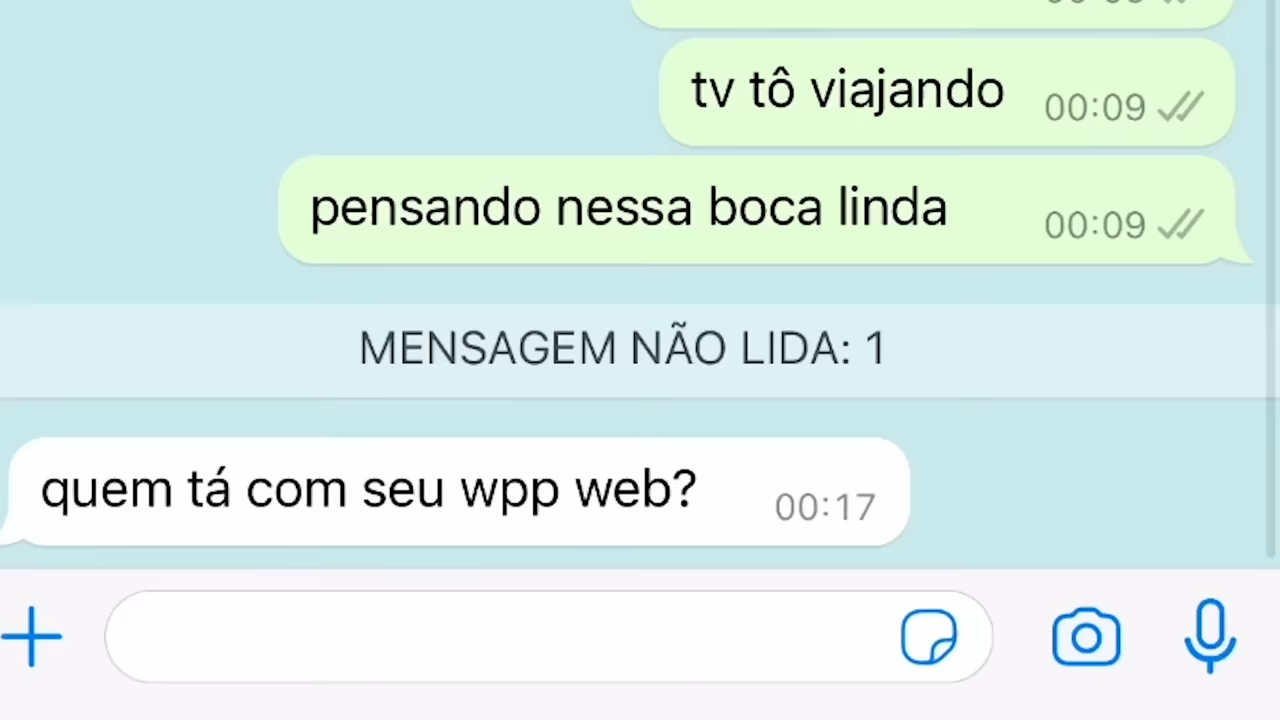 tv tô viajando 00:09
pensando nessa boca linda 00:09
MENSAGEM NÃO LIDA: 1
quem tá com seu wpp web? 00:17